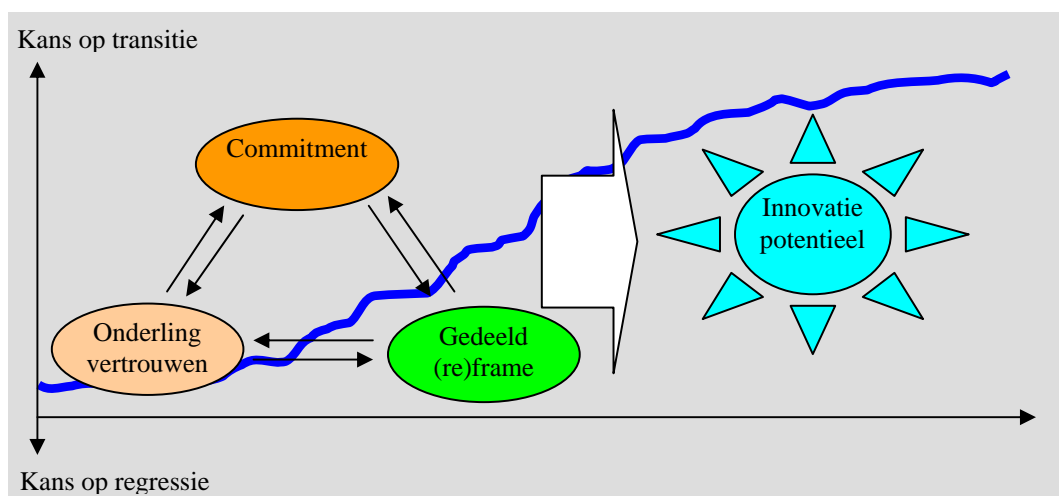 Kans op transitie
Commitment
Onderling
vertrouwen
Gedeeld
(re)frame
Innovatie
potentieel
Kans op regressie